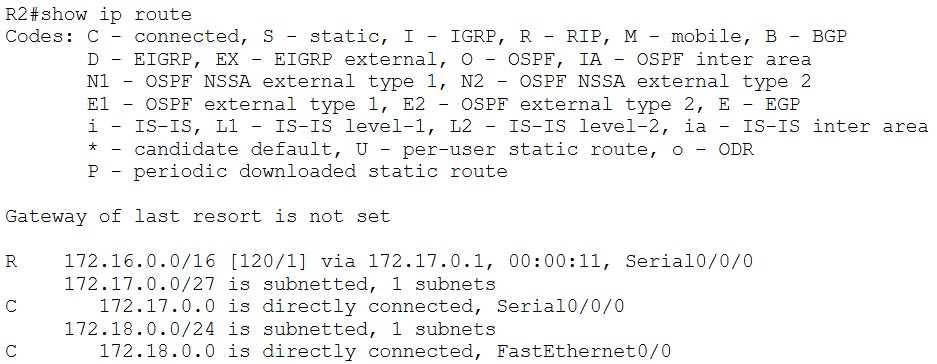 R2#show ip route
Codes: C - connected, S - static, I - IGRP, R - RIP, M - mobile, B - BGP
       D - EIGRP, EX - EIGRP external, O - OSPF, IA - OSPF inter area
       N1 - OSPF NSSA external type 1, N2 - OSPF NSSA external type 2
       E1 - OSPF external type 1, E2 - OSPF external type 2, E - EGP
       i - IS-IS, L1 - IS-IS level-1, L2 - IS-IS level-2, ia - IS-IS inter area
       * - candidate default, U - per-user static route, o - ODR
       P - periodic downloaded static route

Gateway of last resort is not set

R    172.16.0.0/16 [120/1] via 172.17.0.1, 00:00:11, Serial0/0/0
     172.17.0.0/27 is subnetted, 1 subnets
C       172.17.0.0 is directly connected, Serial0/0/0
     172.18.0.0/24 is subnetted, 1 subnets
C       172.18.0.0 is directly connected, FastEthernet0/0